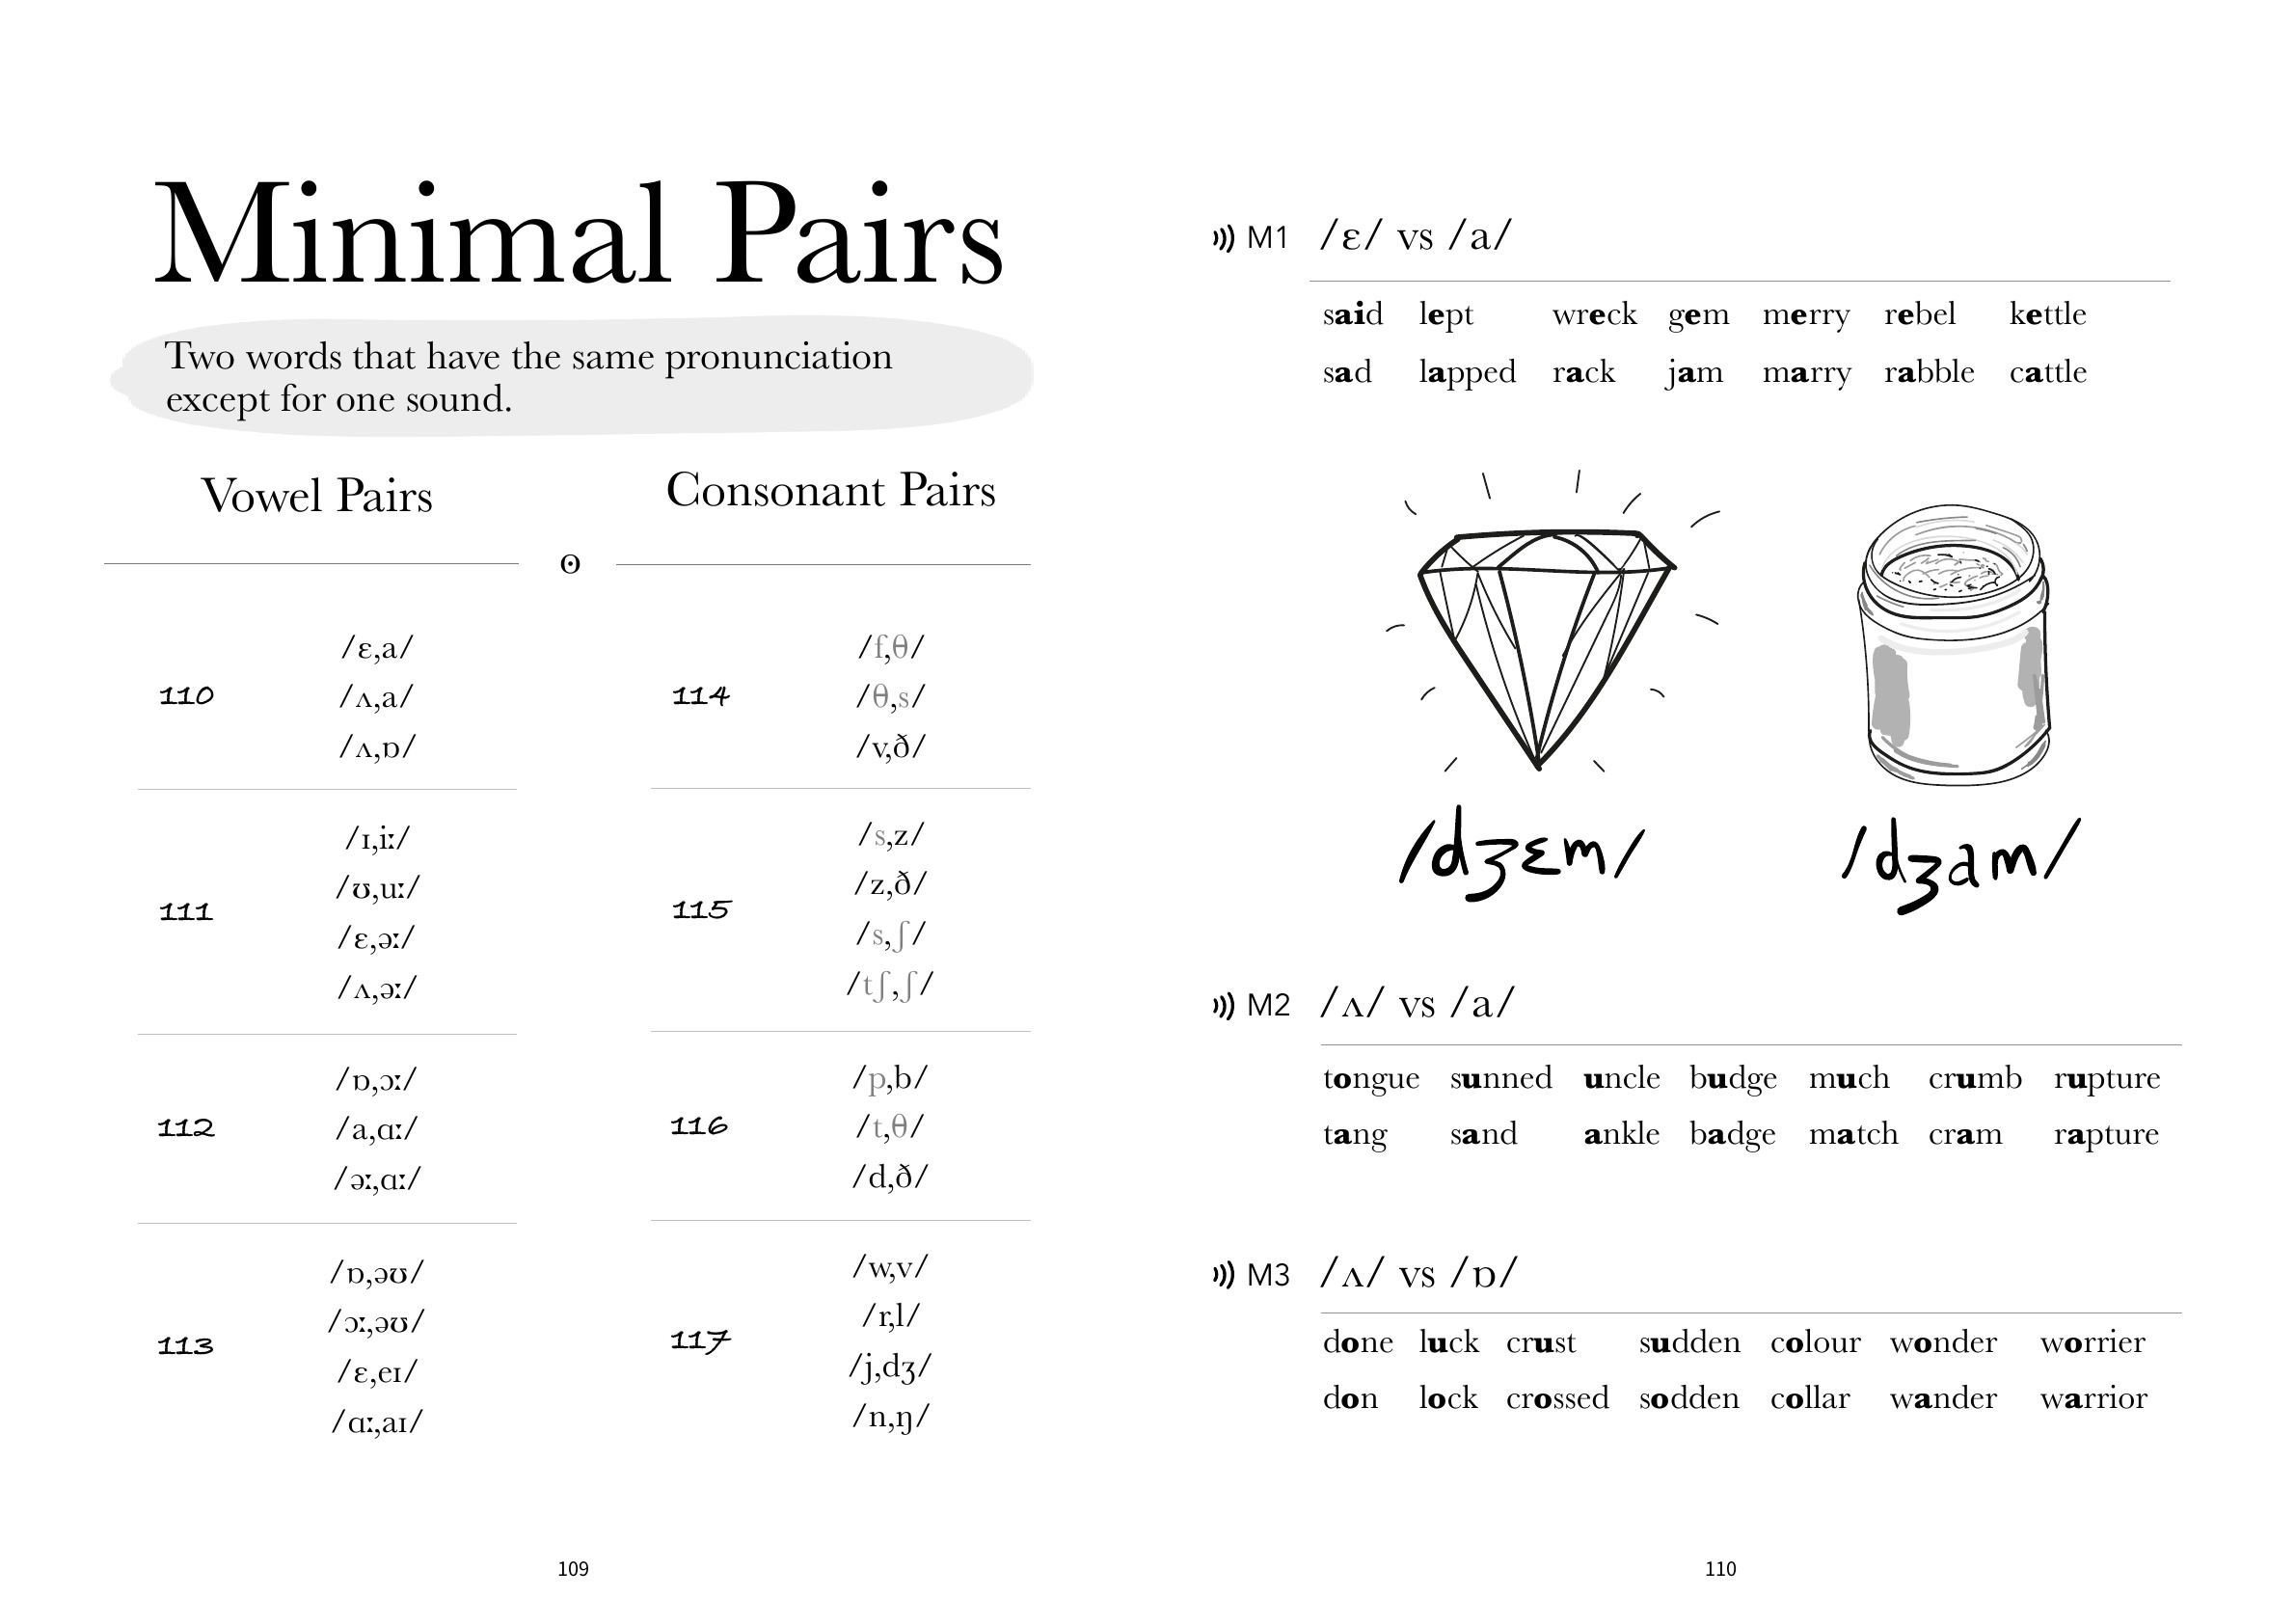 Minimal Pairs
Two words that have the same pronunciation
except for one sound.
Vowel Pairs
Consonant Pairs
ʘ
110
/ɛ,a/
/ʌ,a/
/ʌ,ɒ/
111
/ɪ,iː/
/ʊ,uː/
/ɛ,əː/
/ʌ,əː/
112
/ɒ,ɔː/
/a,ɑː/
/əː,ɑː/
113
/ɒ,əʊ/
/ɔː,əʊ/
/ɛ,eɪ/
/ɑː,aɪ/
114
/f,θ/
/θ,s/
/v,ð/
115
/s,z/
/z,ð/
/s,ʃ/
/tʃ,ʃ/
116
/p,b/
/t,θ/
/d,ð/
117
/w,v/
/r,l/
/j,dʒ/
/n,ŋ/
109
M1 /ɛ/ vs /a/
said lept wreck gem merry rebel kettle
sad lapped rack jam marry rabble cattle
/dʒɛm/ /dʒam/
M2 /ʌ/ vs /a/
tongue sunned uncle budge much crumb rupture
tang sand ankle badge match cram rapture
M3 /ʌ/ vs /ɒ/
done luck crust sudden colour wonder worrier
don lock crossed sodden collar wander warrior
110